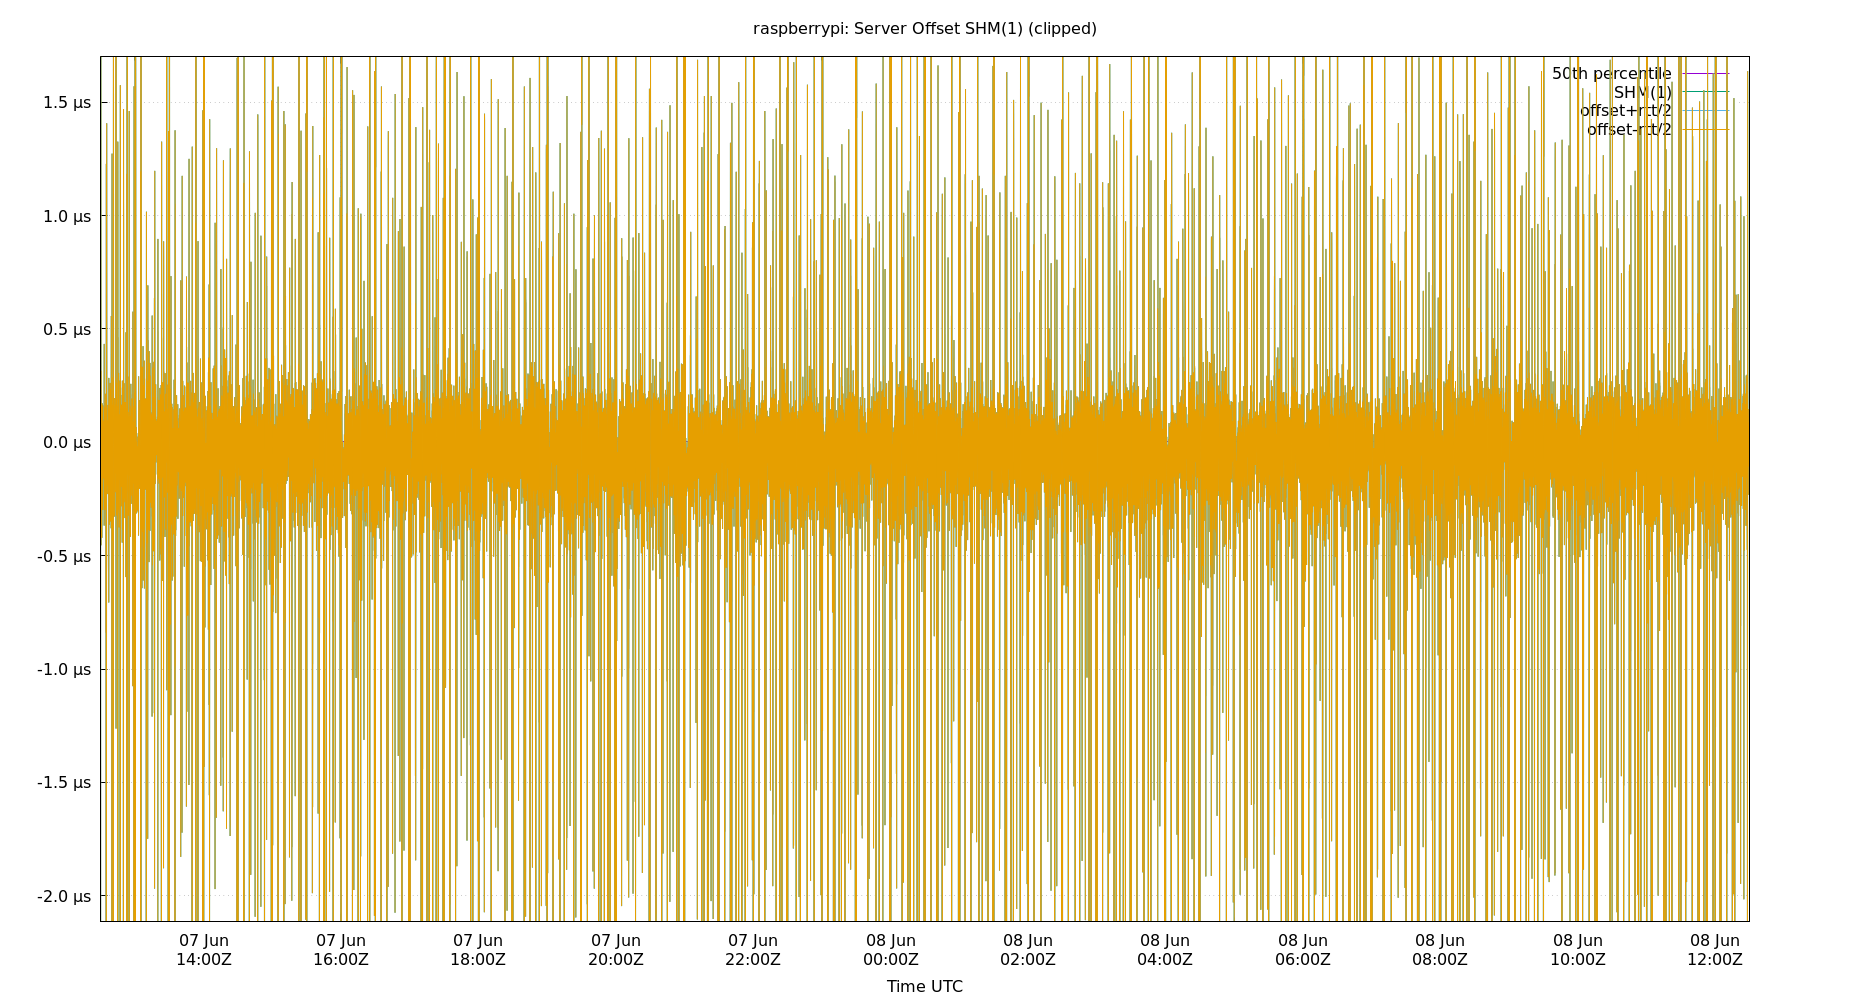 raspberrypi: Server Offset SHM(1) (clipped)
50th percentile
SHM(1)
offset+rtt/2
offset-rtt/2
1.5 µs
1.0 µs
0.5 µs
0.0 µs
-0.5 µs
-1.0 µs
-1.5 µs
-2.0 µs
07 Jun 07 Jun 07 Jun 07 Jun 07 Jun 08 Jun 08 Jun 08 Jun 08 Jun 08 Jun 08 Jun 08 Jun
14:00Z 16:00Z 18:00Z 20:00Z 22:00Z 00:00Z 02:00Z 04:00Z 06:00Z 08:00Z 10:00Z 12:00Z
Time UTC